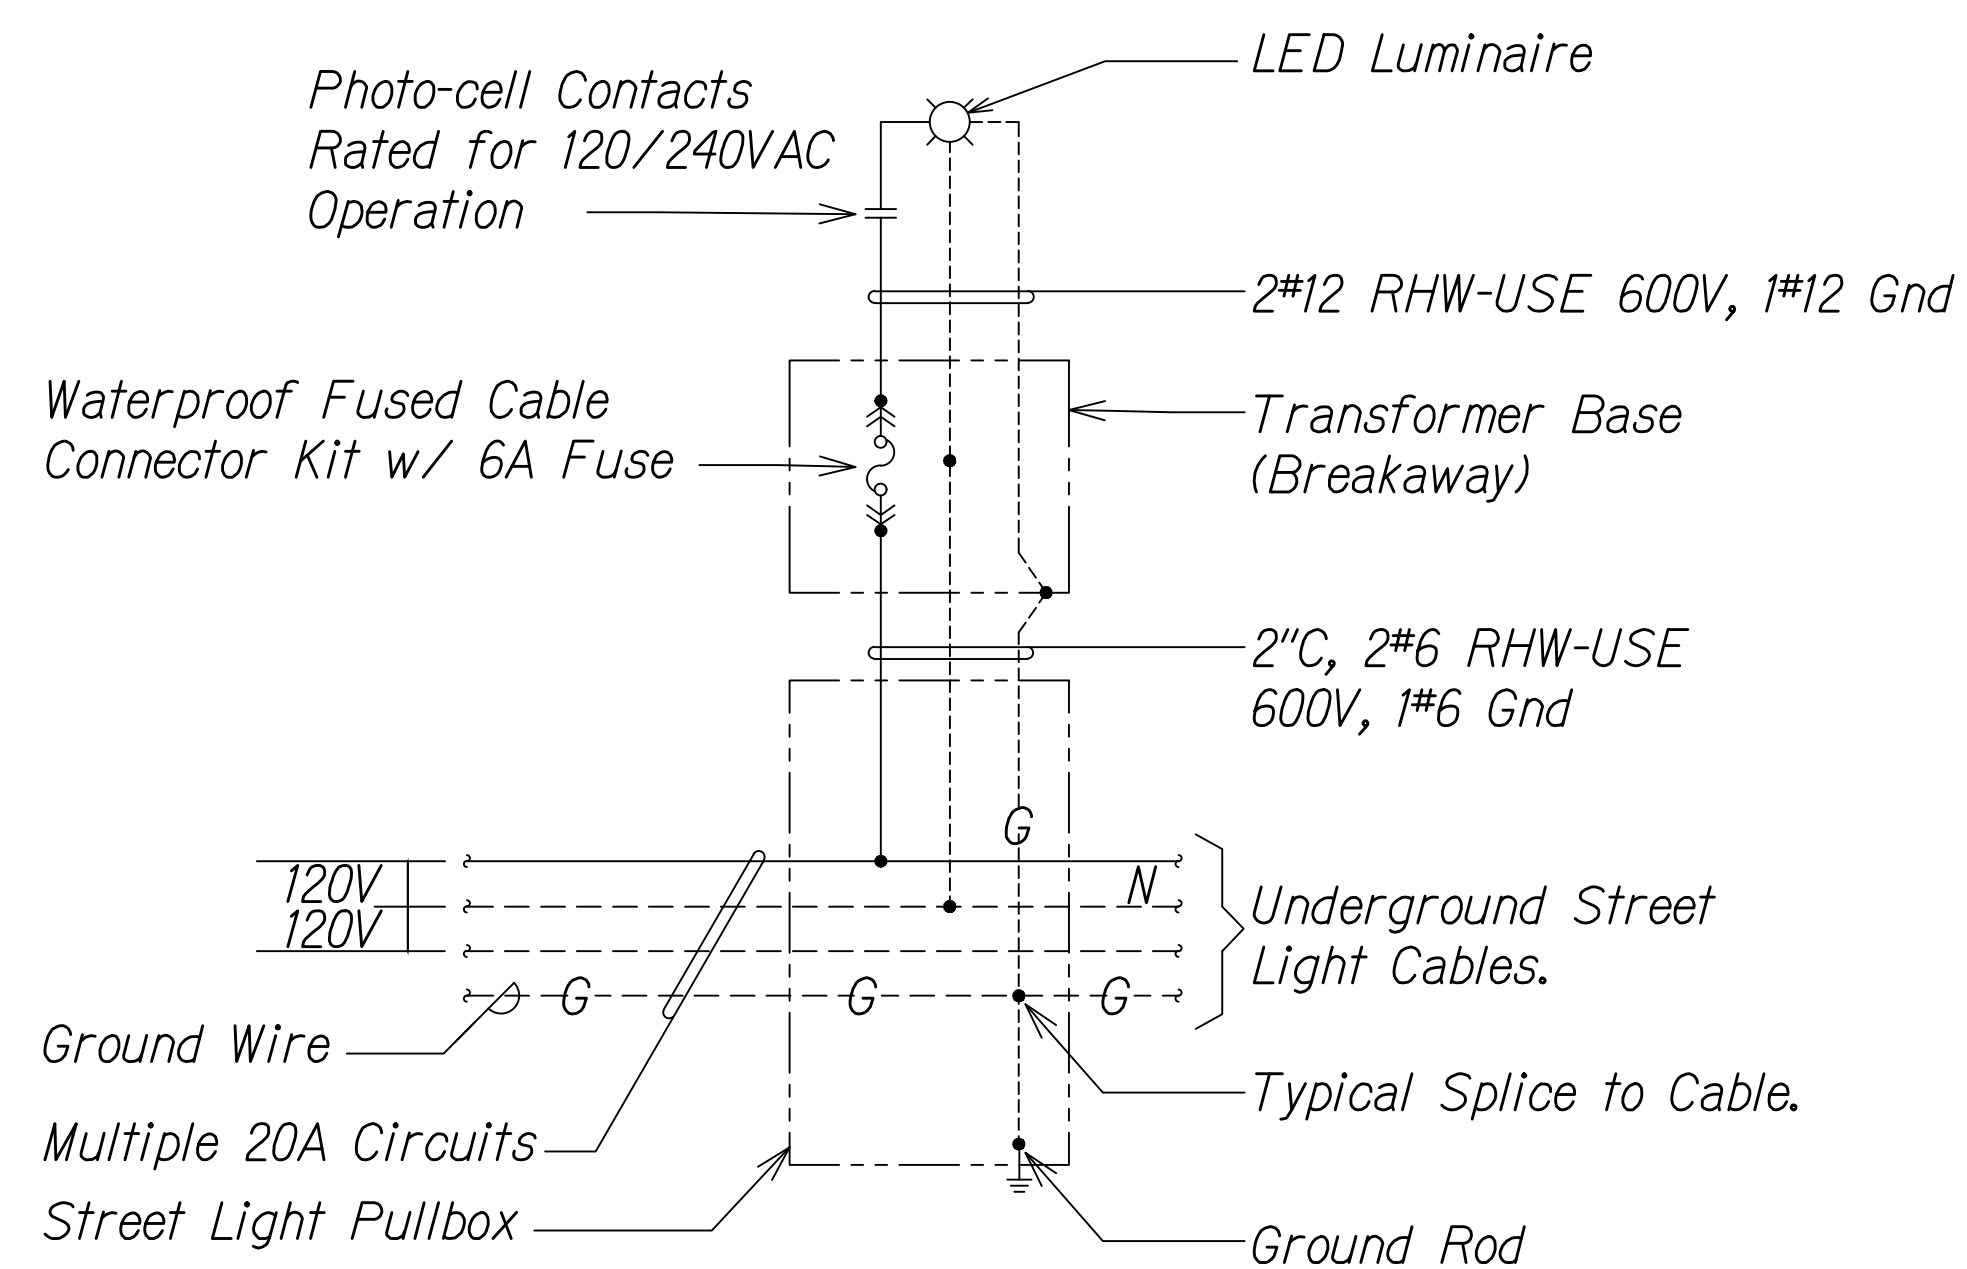 LED Luminaire
Photo-cell Contacts
Rated for 120/240VAC
Operation
2#12 RHW-USE 600V, 1#12 Gnd
Waterproof Fused Cable
Connector Kit w/ 6A Fuse
Transformer Base
(Breakaway)
2"C, 2#6 RHW-USE
600V, 1#6 Gnd
G
120V
N
120V
Underground Street
Light Cables.
G
G
G
Ground Wire
Typical Splice to Cable.
Multiple 20A Circuits
Street Light Pullbox
Ground Rod